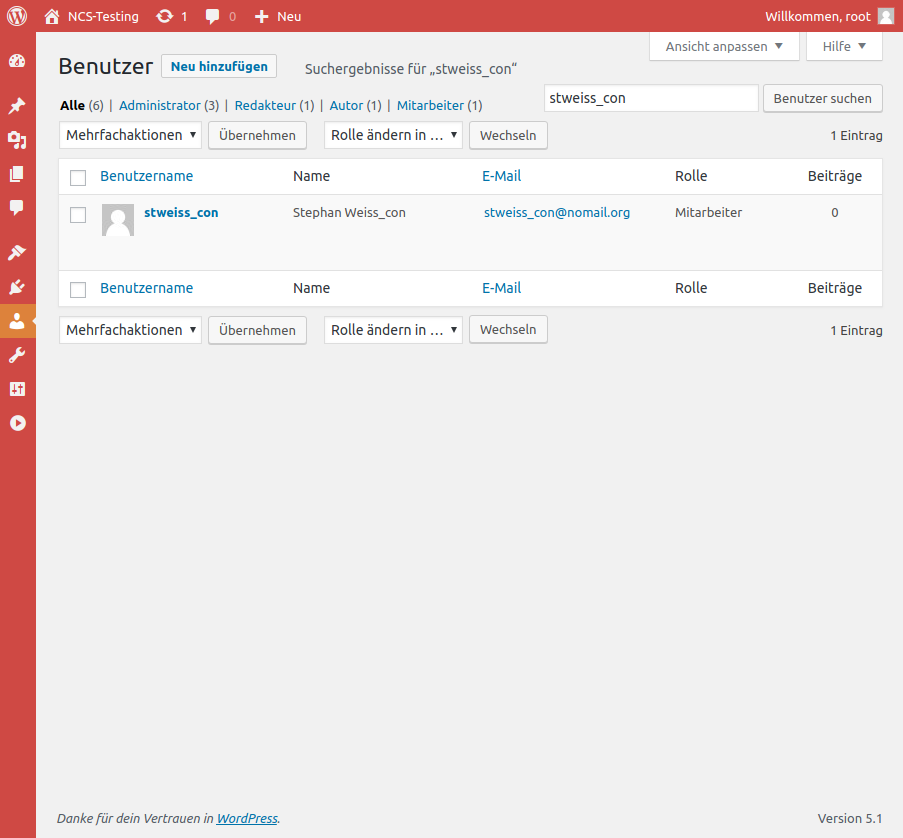 NCS-Testing 1 0 Neu Willkommen, root
Ansicht anpassen Hilfe
Benutzer Neu hinzufügen Suchergebnisse für „stweiss_con“
Alle (6) | Administrator (3) | Redakteur (1) | Autor (1) | Mitarbeiter (1) stweiss_con Benutzer suchen
Mehrfachaktionen Übernehmen Rolle ändern in ... Wechseln 1 Eintrag
Benutzername Name E-Mail Rolle Beiträge
stweiss_con Stephan Weiss_con stweiss_con@nomail.org Mitarbeiter 0
Benutzername Name E-Mail Rolle Beiträge
Mehrfachaktionen Übernehmen Rolle ändern in ... Wechseln 1 Eintrag
Danke für dein Vertrauen in WordPress. Version 5.1